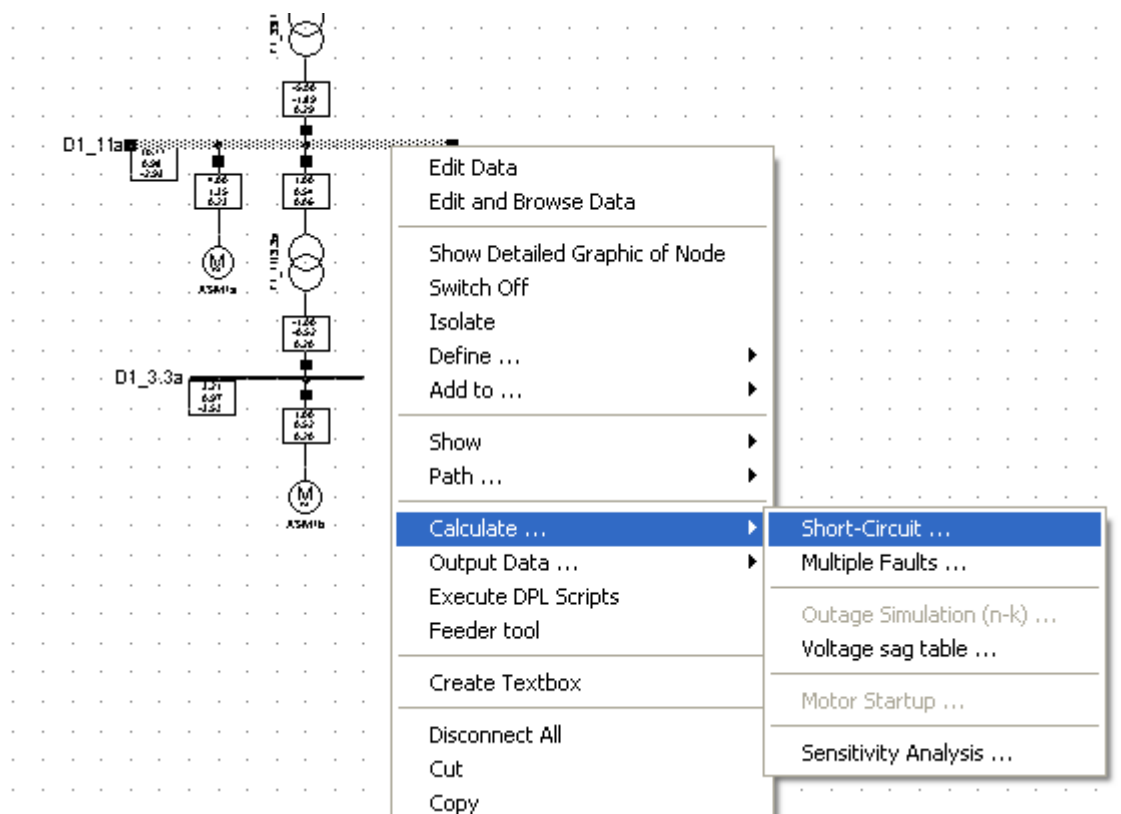 D1_11a
ASM1a
D1_3.3a
ASM1b
Edit Data
Edit and Browse Data
Show Detailed Graphic of Node
Switch Off
Isolate
Define ...
Add to ...
Show
Path ...
Calculate ...
Output Data ...
Execute DPL Scripts
Feeder tool
Create Textbox
Disconnect All
Cut
Copy
Short-Circuit ...
Multiple Faults ...
Outage Simulation (n-k) ...
Voltage sag table ...
Motor Startup ...
Sensitivity Analysis ...